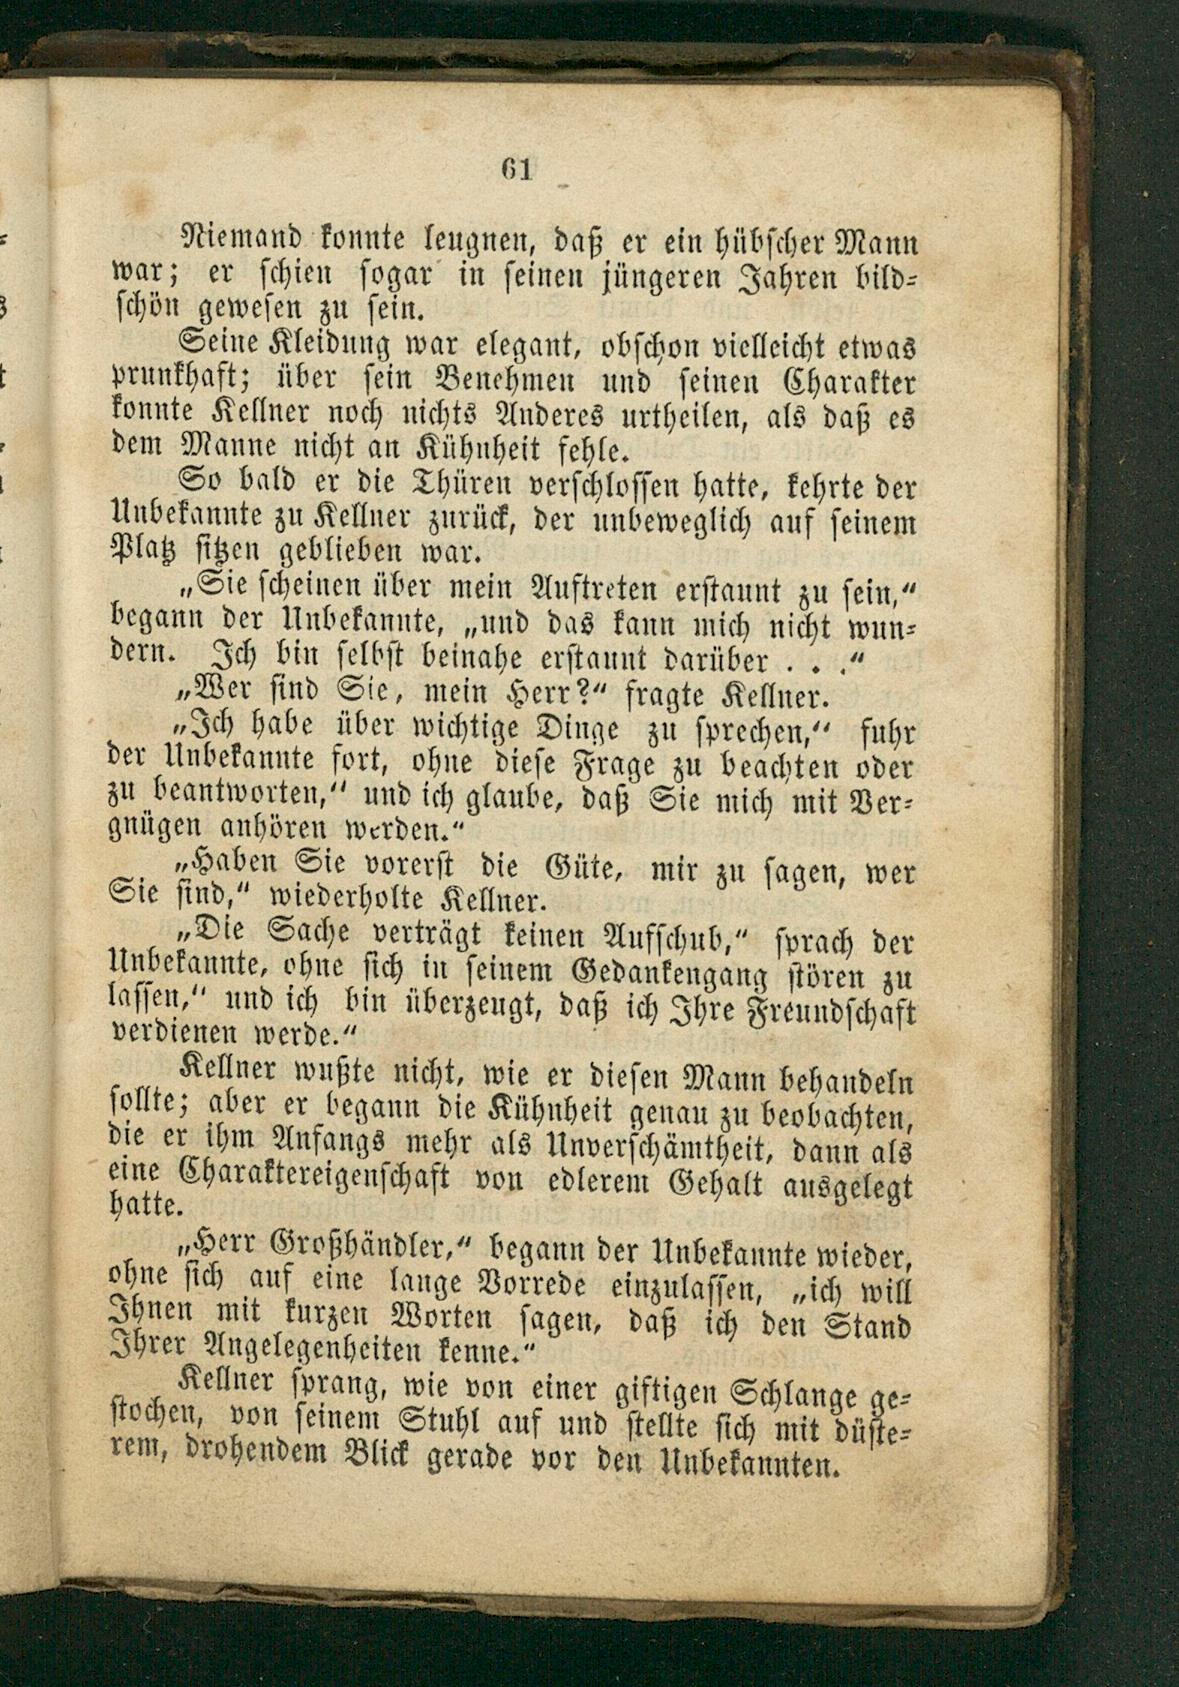 61
Niemand konnte leugnen, daß er ein hübscher Mann
war; er schien sogar in seinen jüngeren Jahren bild-
schön gewesen zu sein.
Seine Kleidung war elegant, obschon vielleicht etwas
prunkhaft; über sein Benehmen und seinen Charakter
konnte Kellner noch nichts Anderes urtheilen, als daß es
dem Manne nicht an Kühnheit fehle.
So bald er die Thüren verschlossen hatte, kehrte der
Unbekannte zu Kellner zurück, der unbeweglich auf seinem
Platz sitzen geblieben war.
„Sie scheinen über mein Auftreten erstaunt zu sein,“
begann der Unbekannte, „und das kann mich nicht wun-
dern. Ich bin selbst beinahe erstaunt darüber . . .“
„Wer sind Sie, mein Herr?“ fragte Kellner.
„Ich habe über wichtige Dinge zu sprechen,“ fuhr
der Unbekannte fort, ohne diese Frage zu beachten oder
zu beantworten,“ und ich glaube, daß Sie mich mit Ver-
gnügen anhören werden.“
„Haben Sie vorerst die Güte, mir zu sagen, wer
Sie sind,“ wiederholte Kellner.
„Die Sache verträgt keinen Aufschub,“ sprach der
Unbekannte, ohne sich in seinem Gedankengang stören zu
lassen,“ und ich bin überzeugt, daß ich Ihre Freundschaft
verdienen werde.“
Kellner wußte nicht, wie er diesen Mann behandeln
sollte; aber er begann die Kühnheit genau zu beobachten,
die er ihm Anfangs mehr als Unverschämtheit, dann als
eine Charaktereigenschaft von edlerem Gehalt ausgelegt
hatte.
„Herr Großhändler,“ begann der Unbekannte wieder,
ohne sich auf eine lange Vorrede einzulassen, „ich will
Ihnen mit kurzen Worten sagen, daß ich den Stand
Ihrer Angelegenheiten kenne.“
Kellner sprang, wie von einer giftigen Schlange ge-
stochen, von seinem Stuhl auf und stellte sich mit düste-
rem, drohendem Blick gerade vor den Unbekannten.